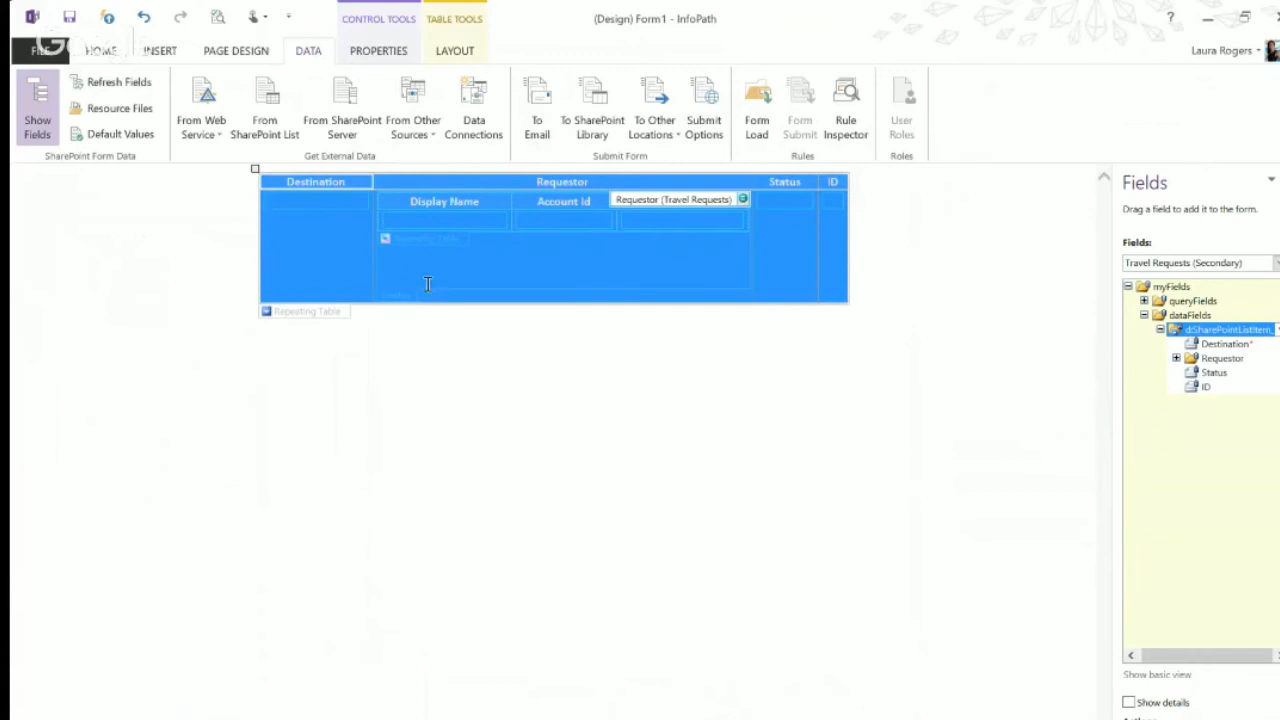 CONTROL TOOLS
TABLE TOOLS
(Design) Form1 - InfoPath
?
FILE
HOME
INSERT
PAGE DESIGN
DATA
PROPERTIES
LAYOUT
Laura Rogers
Show Fields
Refresh Fields
Resource Files
Default Values
SharePoint Form Data
From Web Service
From SharePoint List
From SharePoint Server
From Other Sources
Data Connections
Get External Data
To Email
To SharePoint Library
To Other Locations
Submit Options
Submit Form
Form Load
Form Submit
Rule Inspector
Rules
User Roles
Roles
Destination
Requestor
Status
ID
Display Name
Account Id
Requestor (Travel Requests)
Repeating Table
Repeating Table
Fields
Drag a field to add it to the form.
Fields:
Travel Requests (Secondary)
myFields
queryFields
dataFields
d:SharePointListItem_
Destination*
Requestor
Status
ID
Show basic view
Show details